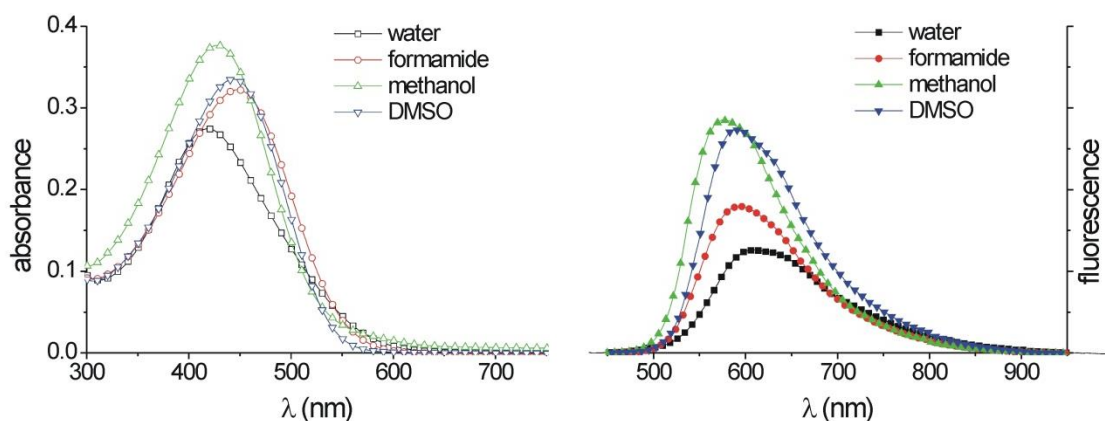 0.4
0.3
0.2
0.1
0.0
absorbance
water
formamide
methanol
DMSO
300 400 500 600 700
λ (nm)
water
formamide
methanol
DMSO
fluorescence
500 600 700 800 900
λ (nm)